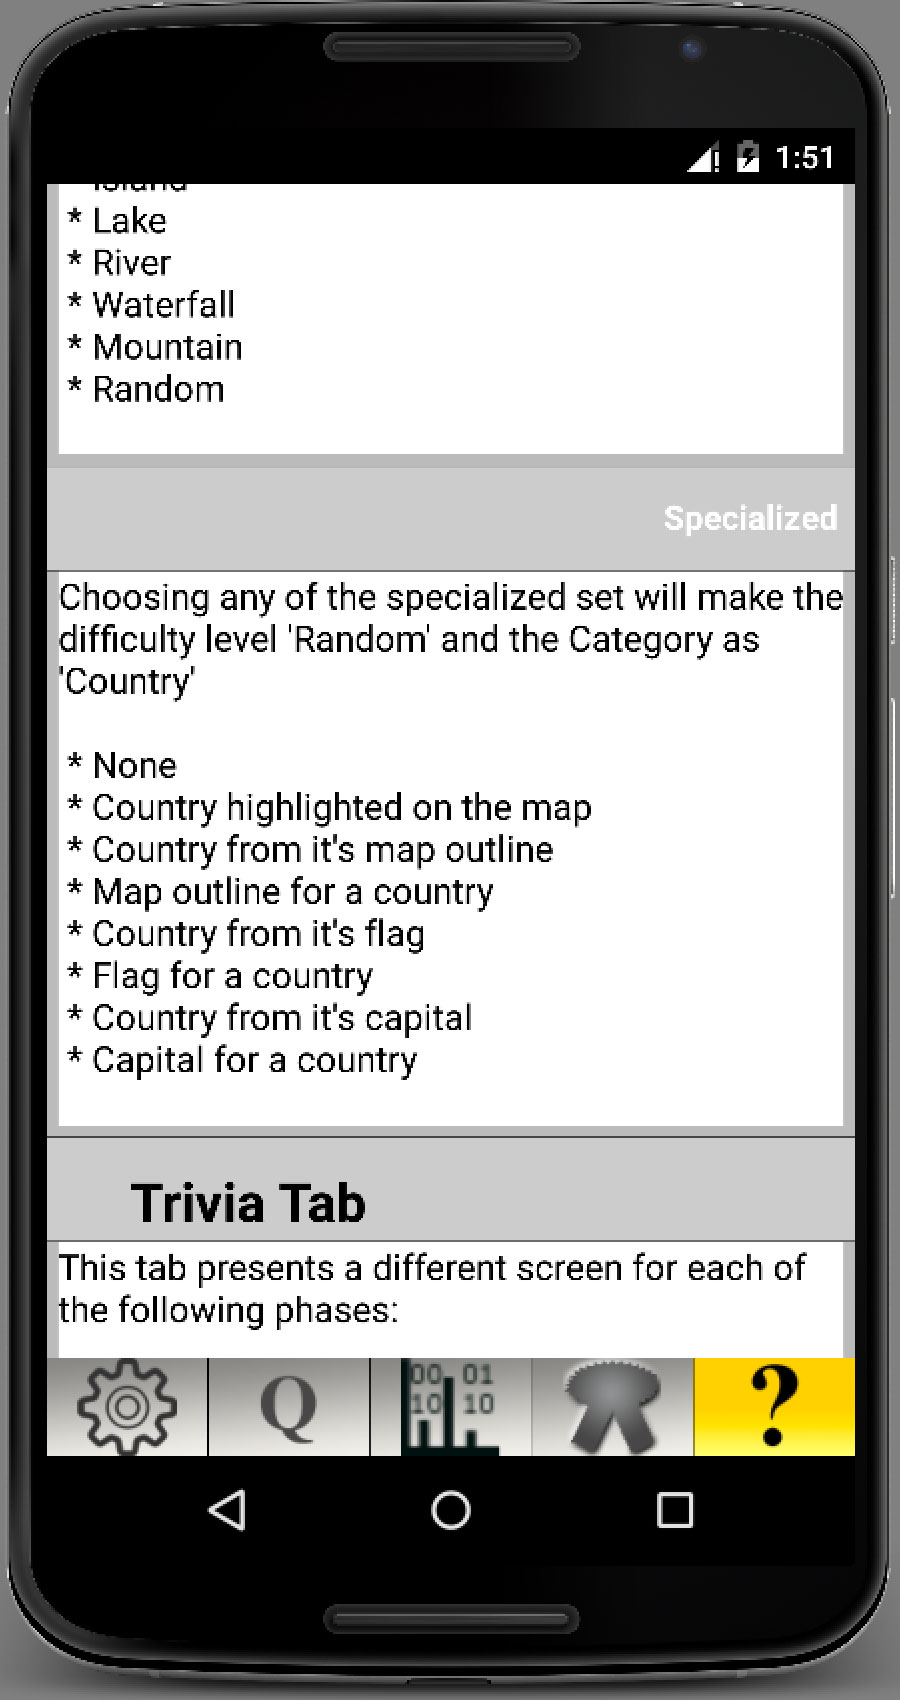 1:51
Island
* Lake
* River
* Waterfall
* Mountain
* Random
Specialized
Choosing any of the specialized set will make the
difficulty level 'Random' and the Category as
'Country'
* None
* Country highlighted on the map
* Country from it's map outline
* Map outline for a country
* Country from it's flag
* Flag for a country
* Country from it's capital
* Capital for a country
Trivia Tab
This tab presents a different screen for each of
the following phases:
Q
00 01
10 10
?